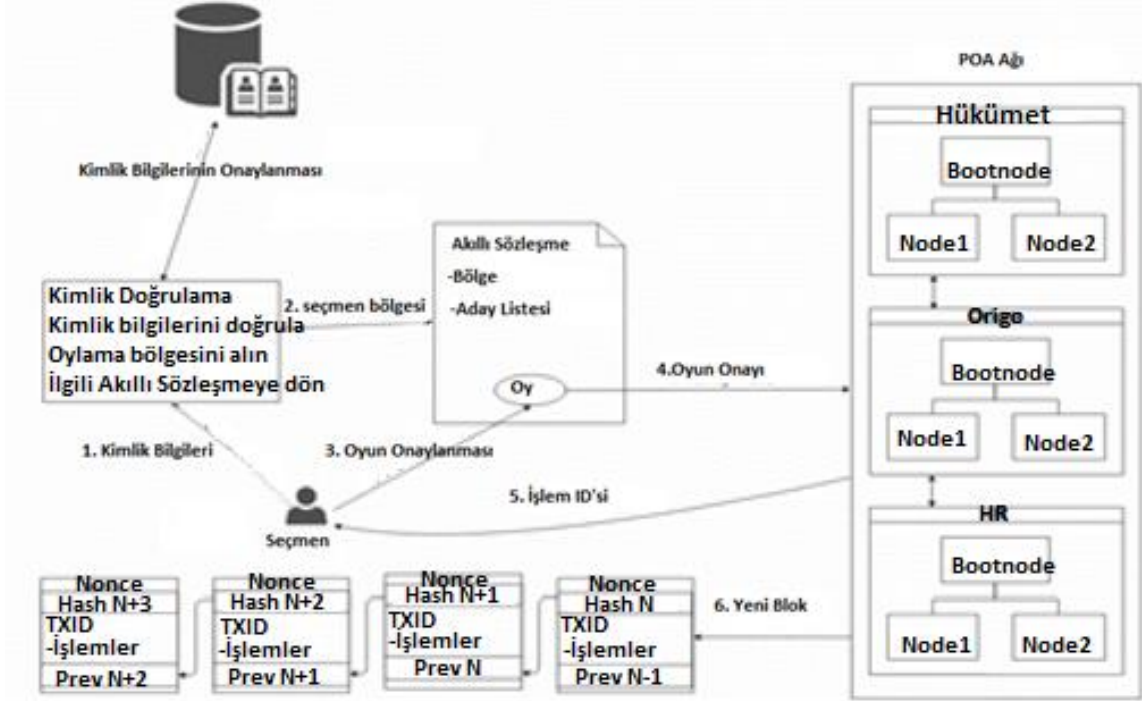 POA Ağı
Hükümet
Bootnode
Node1
Node2
Kimlik Bilgilerinin Onaylanması
Akıllı Sözleşme
-Bölge
-Aday Listesi
Oy
Kimlik Doğrulama
Kimlik bilgilerini doğrula
Oylama bölgesini alın
İlgili Akıllı Sözleşmeye dön
2. seçmen bölgesi
4.Oyun Onayı
Origo
Bootnode
Node1
Node2
1. Kimlik Bilgileri
3. Oyun Onaylanması
5. İşlem ID'si
Seçmen
HR
Bootnode
Node1
Node2
Nonce
Hash N+3
TXID
-İşlemler
Prev N+2
Nonce
Hash N+2
TXID
-İşlemler
Prev N+1
Nonce
Hash N+1
TXID
-İşlemler
Prev N
Nonce
Hash N
TXID
-İşlemler
Prev N-1
6. Yeni Blok